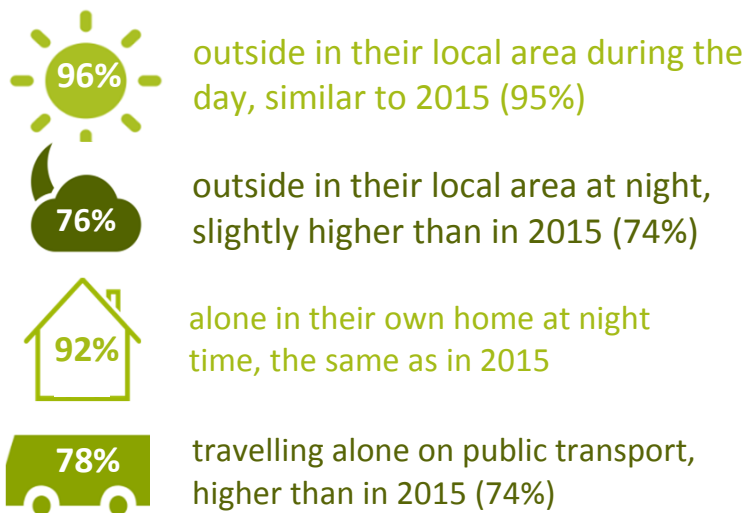 96%
outside in their local area during the
day, similar to 2015 (95%)
76%
outside in their local area at night,
slightly higher than in 2015 (74%)
92%
alone in their own home at night
time, the same as in 2015
78%
travelling alone on public transport,
higher than in 2015 (74%)